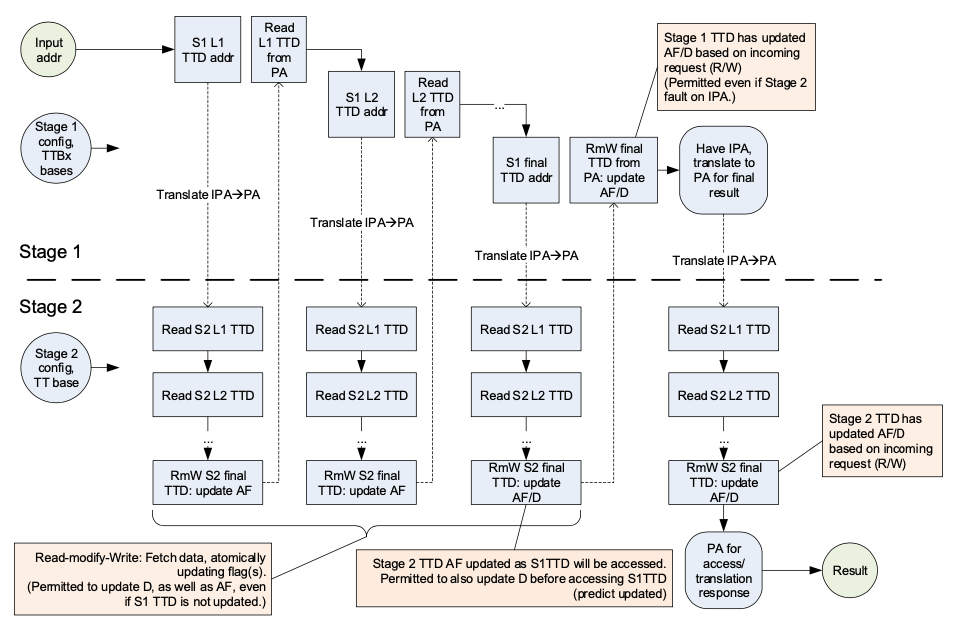 Input
addr
S1 L1
TTD addr
Read
L1 TTD
from
PA
S1 L2
TTD addr
Read
L2 TTD
from
PA
...
S1 final
TTD addr
RmW final
TTD from
PA: update
AF/D
Have IPA,
translate to
PA for final
result
Stage 1 TTD has updated
AF/D based on incoming
request (R/W)
(Permitted even if Stage 2
fault on IPA.)
Stage 1
config,
TTBx
bases
Translate IPA→PA
Translate IPA→PA
Translate IPA→PA
Translate IPA→PA
Stage 1
Stage 2
Stage 2
config,
TT base
Read S2 L1 TTD
Read S2 L2 TTD
...
RmW S2 final
TTD: update AF
Read S2 L1 TTD
Read S2 L2 TTD
...
RmW S2 final
TTD: update AF
Read S2 L1 TTD
Read S2 L2 TTD
...
RmW S2 final
TTD: update
AF/D
Read S2 L1 TTD
Read S2 L2 TTD
...
RmW S2 final
TTD: update
AF/D
Stage 2 TTD has
updated AF/D
based on incoming
request (R/W)
Read-modify-Write: Fetch data, atomically
updating flag(s).
(Permitted to update D, as well as AF, even
if S1 TTD is not updated.)
Stage 2 TTD AF updated as S1TTD will be accessed.
Permitted to also update D before accessing S1TTD
(predict updated)
PA for
access/
translation
response
Result